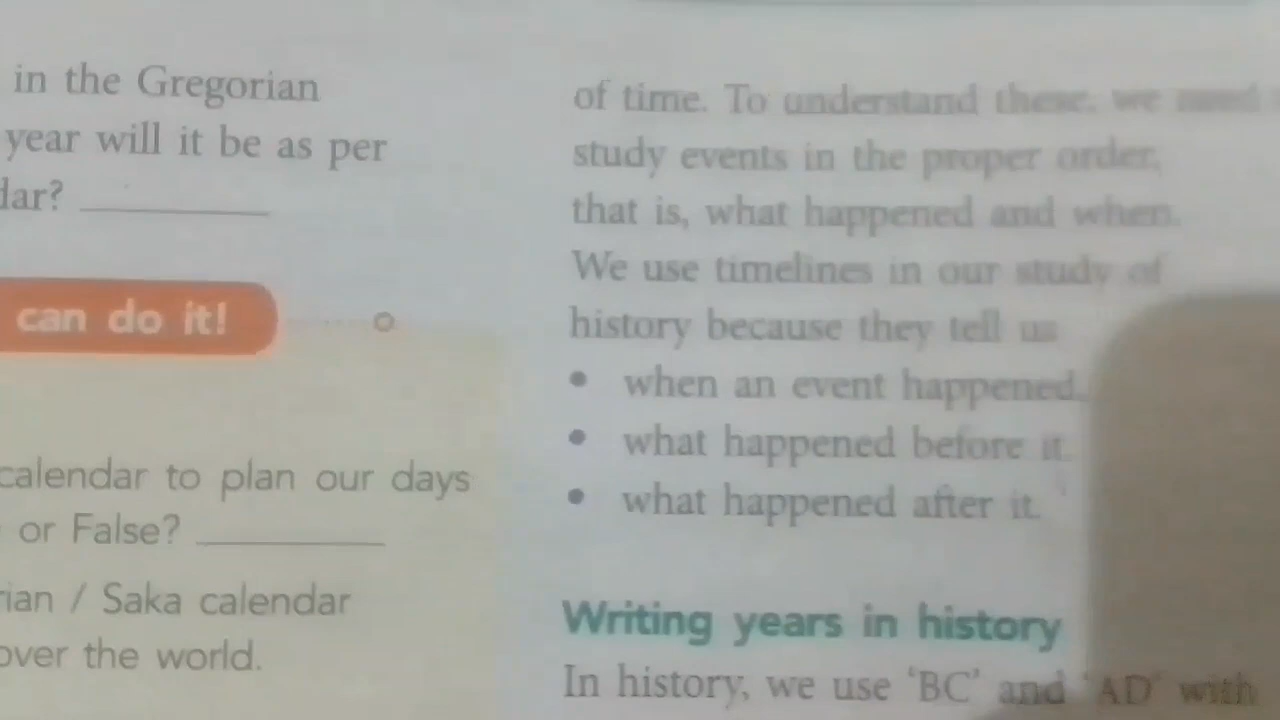 in the Gregorian
year will it be as per
dar?
can do it!
calendar to plan our days
or False?
rian / Saka calendar
over the world.
of time. To understand these, we need
study events in the proper order,
that is, what happened and when.
We use timelines in our study of
history because they tell us
• when an event happened.
• what happened before it.
• what happened after it.
Writing years in history
In history, we use 'BC' and 'AD' with